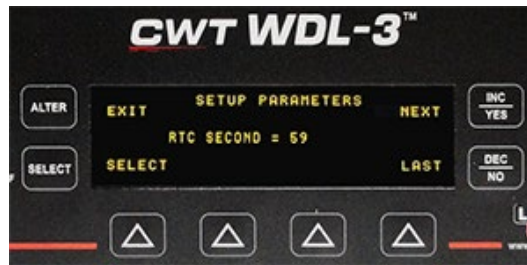 CWT WDL-3™
ALTER
EXIT
SETUP PARAMETERS
NEXT
INC
YES
RTC SECOND = 59
SELECT
SELECT
LAST
DEC
NO